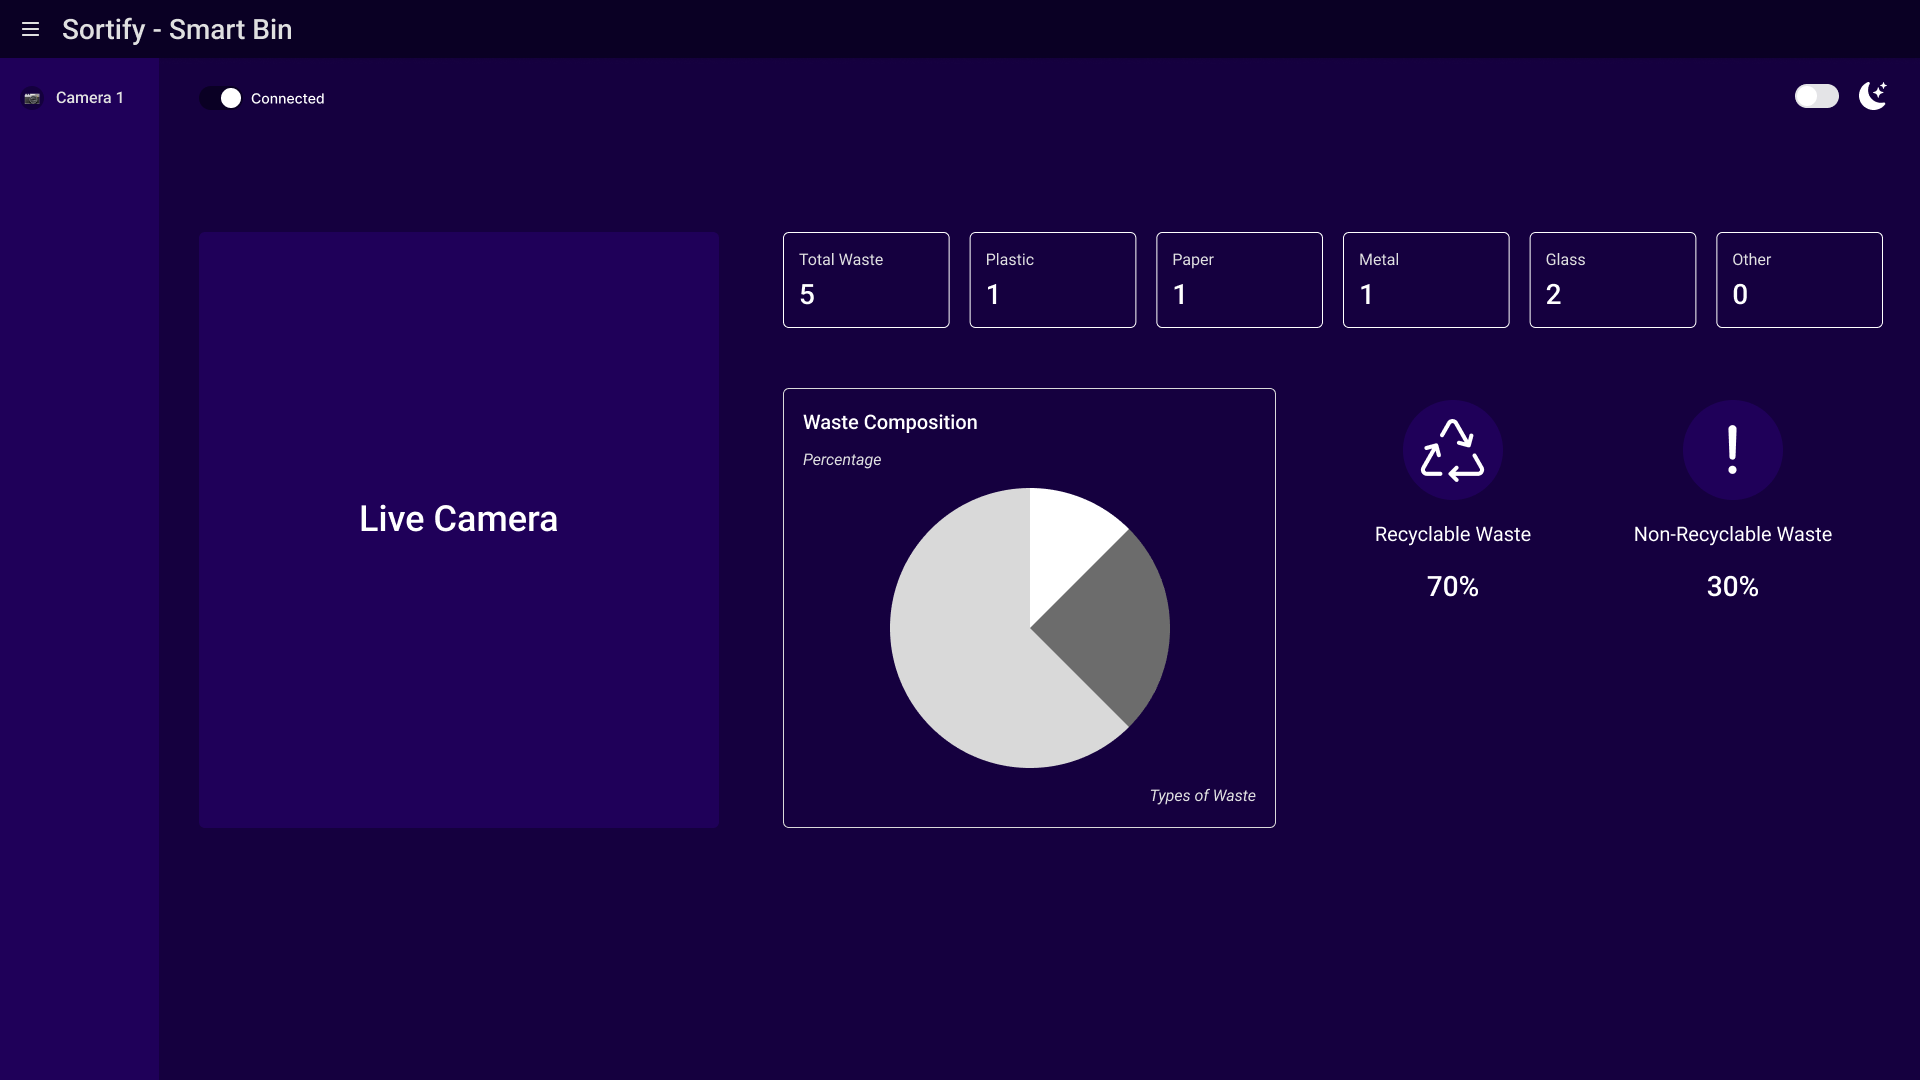 Sortify - Smart Bin
Camera 1
Connected
Live Camera
Total Waste
5
Plastic
1
Paper
1
Metal
1
Glass
2
Other
0
Waste Composition
Percentage
Types of Waste
Recyclable Waste
70%
Non-Recyclable Waste
30%